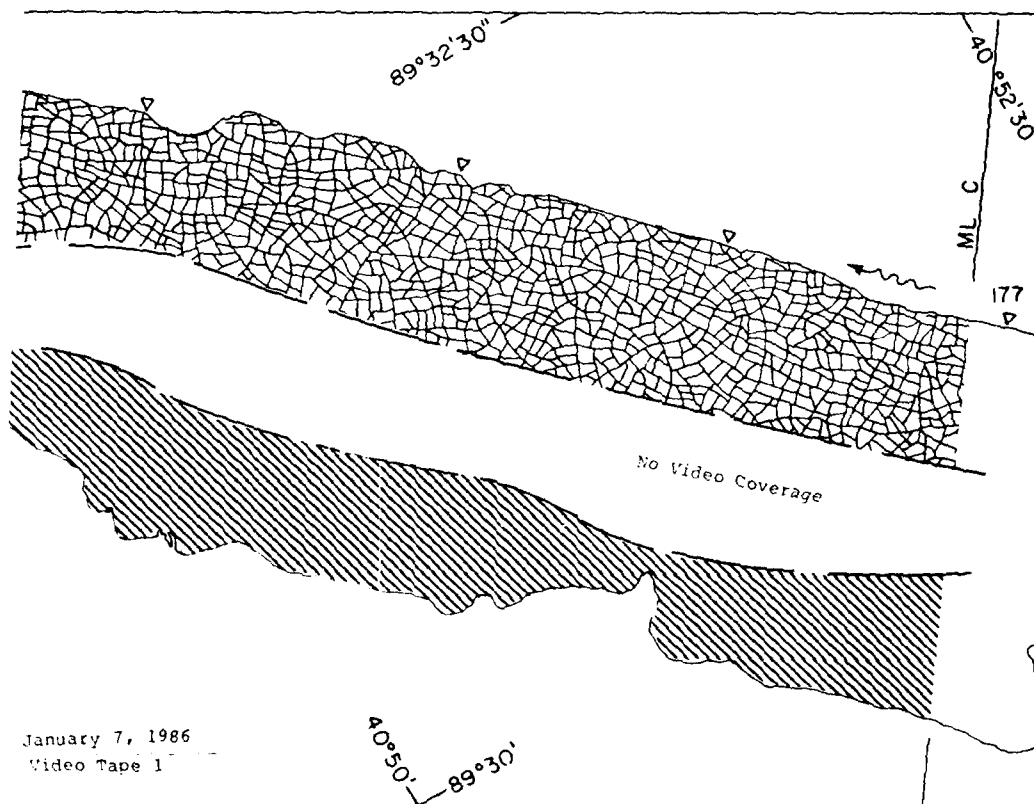 89°32'30"
40°52'30
ML C
177
No Video Coverage
January 7, 1986
Video Tape 1
40°50'
89°30'